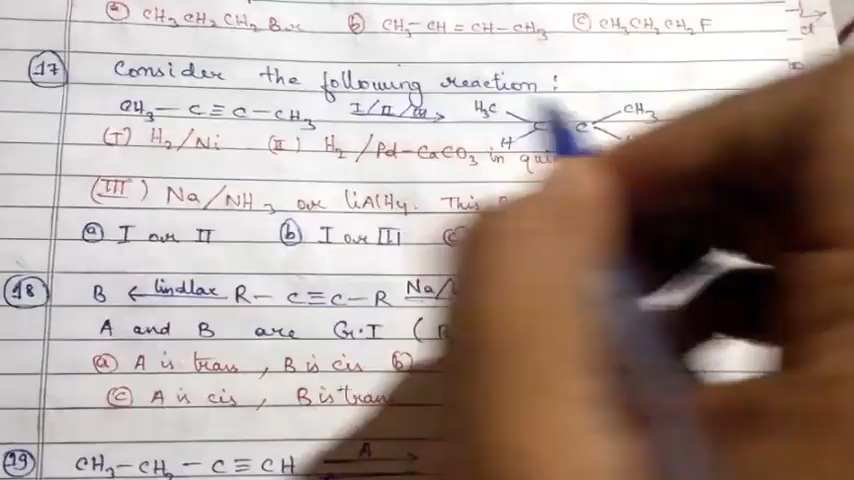 (a) CH3CH2CH2Br (b) CH3-CH=CH-CH3 (c) CH3CH2CH2F
(17) Consider the following reaction :
CH3-C≡C-CH3 I/II/III → H3C H C C CH3
(I) H2/Ni (II) H2/Pd-CaCO3 in
(III) Na/NH3 or LiAlH4. This
(a) I or II (b) I or III (c
(18) B ← lindlar R-C≡C-R Na/
A and B are G.I (
(a) A is trans, B is cis (b)
(c) A is cis, B is trans
(19) CH3-CH2-C≡CH A →